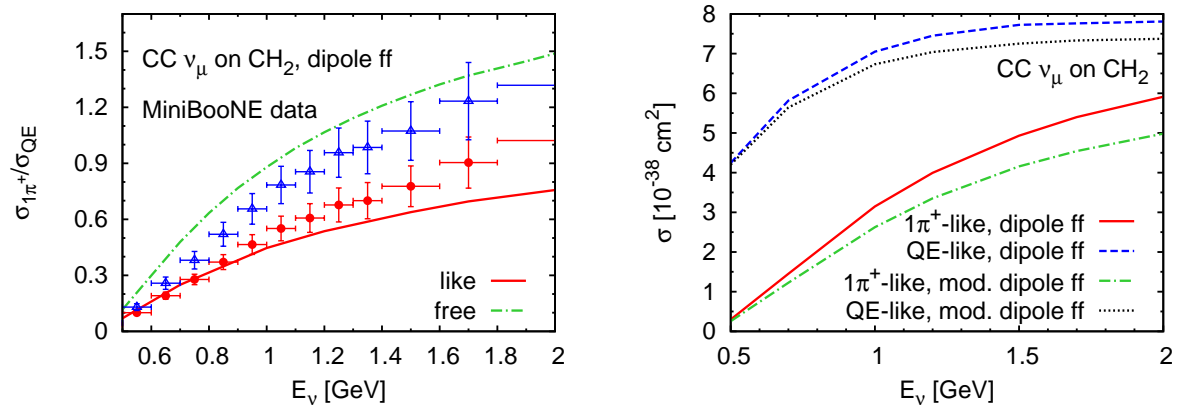 CC ν_μ on CH₂, dipole ff
MiniBooNE data
σ_1π⁺/σ_QE
1.5
1.2
0.9
0.6
0.3
0
like
free
0.6 0.8 1 1.2 1.4 1.6 1.8 2
E_ν [GeV]
8
7
6
5
4
3
2
1
0
σ [10⁻³⁸ cm²]
CC ν_μ on CH₂
1π⁺-like, dipole ff
QE-like, dipole ff
1π⁺-like, mod. dipole ff
QE-like, mod. dipole ff
0.5 1 1.5 2
E_ν [GeV]